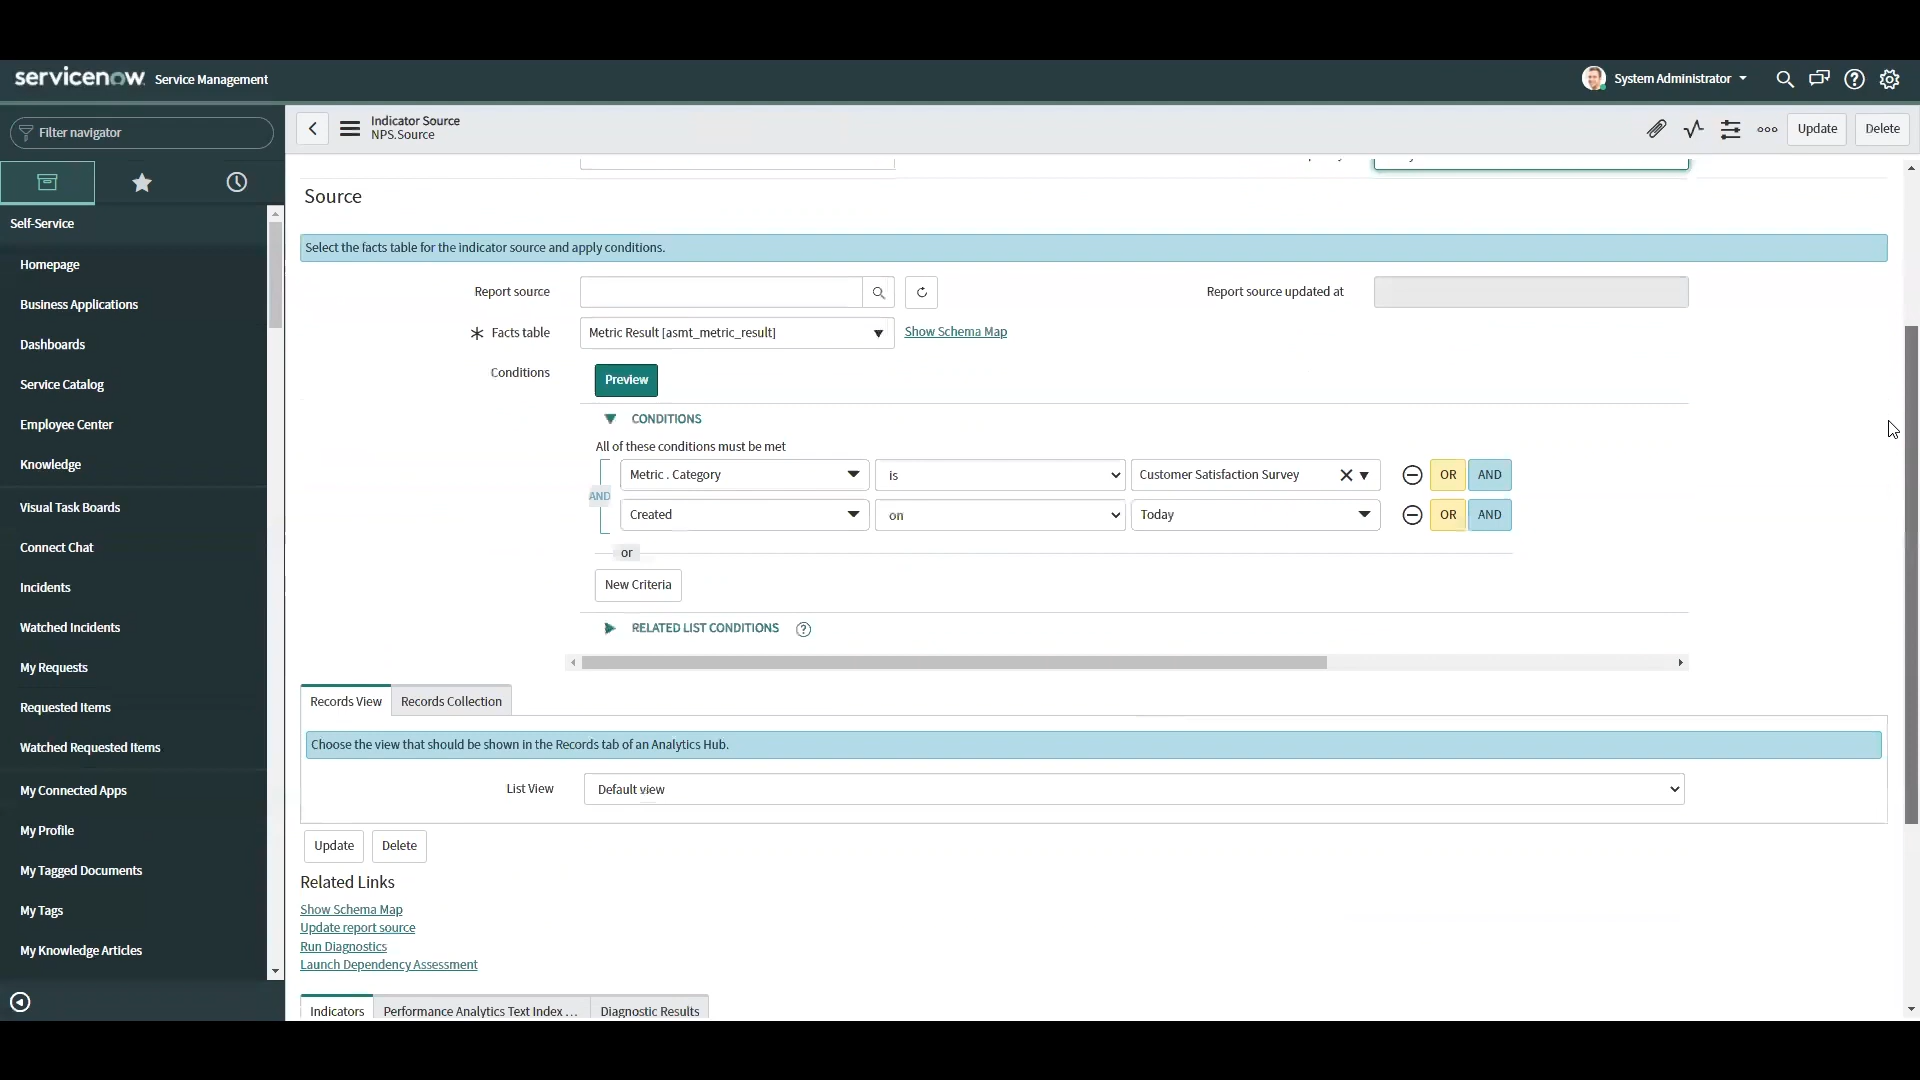 servicenow Service Management
System Administrator
Filter navigator
Indicator Source
NPS.Source
Update
Delete
Self-Service
Homepage
Business Applications
Dashboards
Service Catalog
Employee Center
Knowledge
Visual Task Boards
Connect Chat
Incidents
Watched Incidents
My Requests
Requested Items
Watched Requested Items
My Connected Apps
My Profile
My Tagged Documents
My Tags
My Knowledge Articles
Source
Select the facts table for the indicator source and apply conditions.
Report source
Report source updated at
Facts table Metric Result [asmt_metric_result] Show Schema Map
Conditions Preview
CONDITIONS
All of these conditions must be met
Metric . Category is Customer Satisfaction Survey OR AND
AND
Created on Today OR AND
or
New Criteria
RELATED LIST CONDITIONS
Records View Records Collection
Choose the view that should be shown in the Records tab of an Analytics Hub.
List View Default view
Update Delete
Related Links
Show Schema Map
Update report source
Run Diagnostics
Launch Dependency Assessment
Indicators Performance Analytics Text Index ... Diagnostic Results